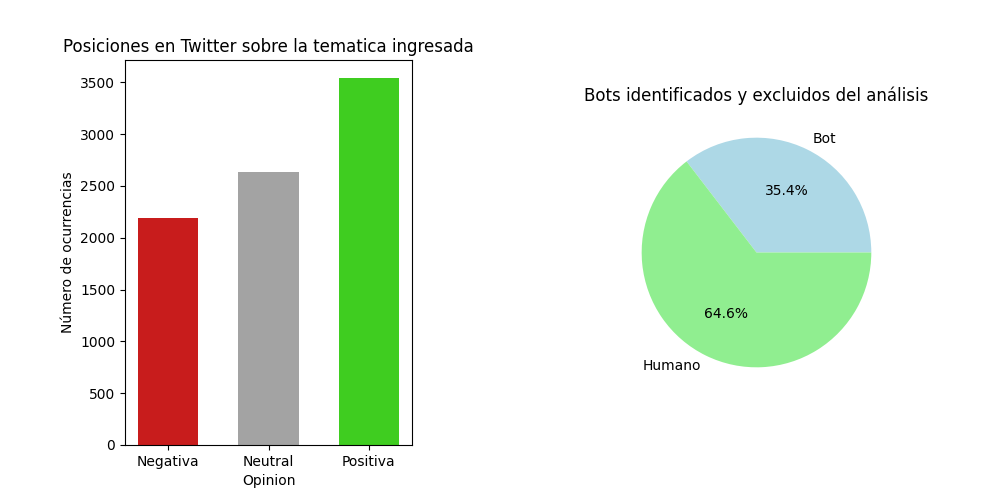 Posiciones en Twitter sobre la tematica ingresada
3500
3000
2500
2000
1500
1000
500
0
Número de ocurrencias
Negativa
Neutral
Positiva
Opinion
Bots identificados y excluidos del análisis
Bot
35.4%
64.6%
Humano